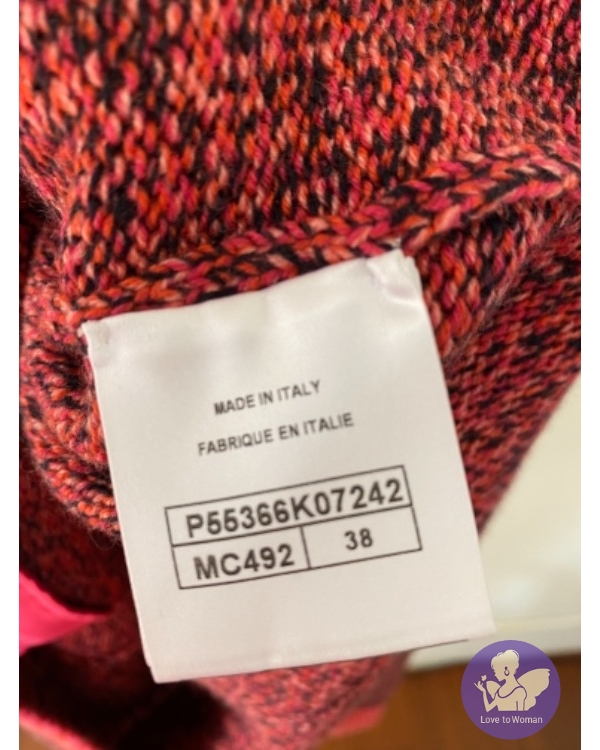 MADE IN ITALY
FABRIQUE EN ITALIE
P55366K07242
MC492 38
Love to Woman